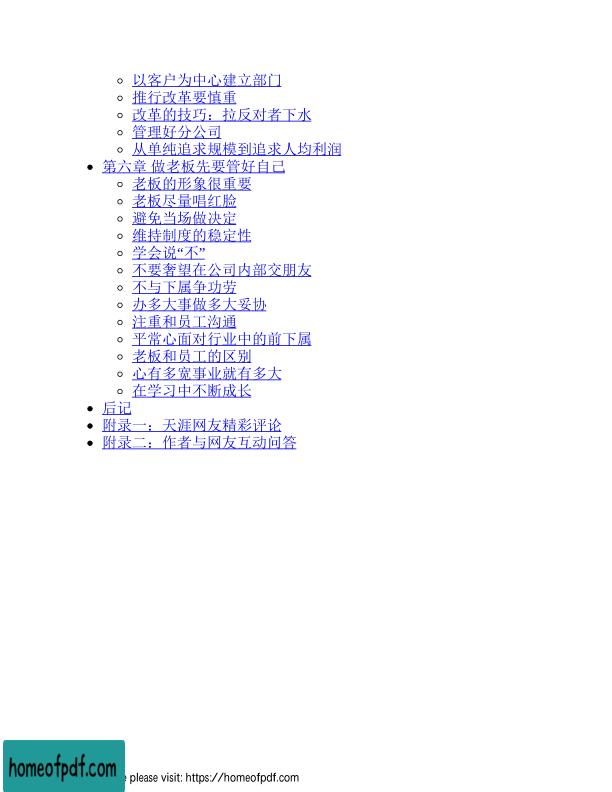 以客户为中心建立部门
推行改革要慎重
改革的技巧：拉反对者下水
管理好分公司
从单纯追求规模到追求人均利润
第六章 做老板先要管好自己
老板的形象很重要
老板尽量唱红脸
避免当场做决定
维持制度的稳定性
学会说“不”
不要奢望在公司内部交朋友
不与下属争功劳
办多大事做多大妥协
注重和员工沟通
平常心面对行业中的前下属
老板和员工的区别
心有多宽事业就有多大
在学习中不断成长
后记
附录一：天涯网友精彩评论
附录二：作者与网友互动问答
homeofpdf.com
please visit: https://homeofpdf.com